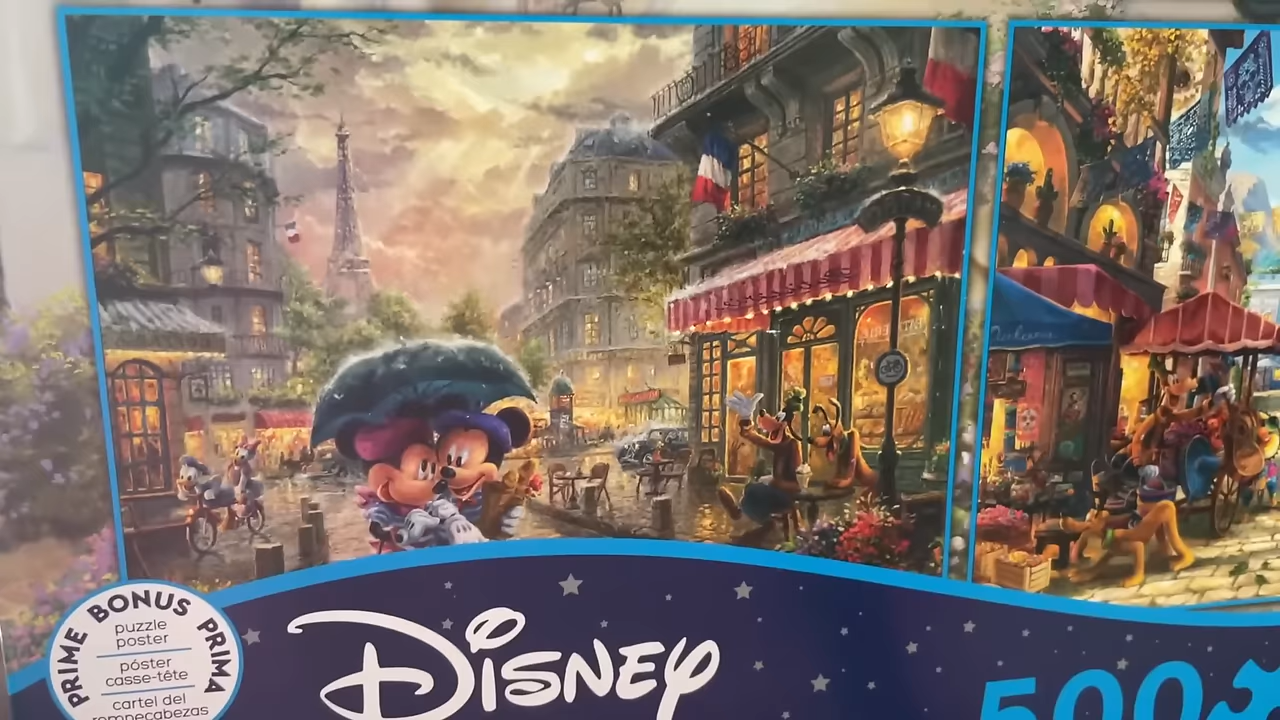 BONUS
PRIME
PRIMA
puzzle
poster
póster
casse-tête
cartel del
rompecabezas
Disney
500